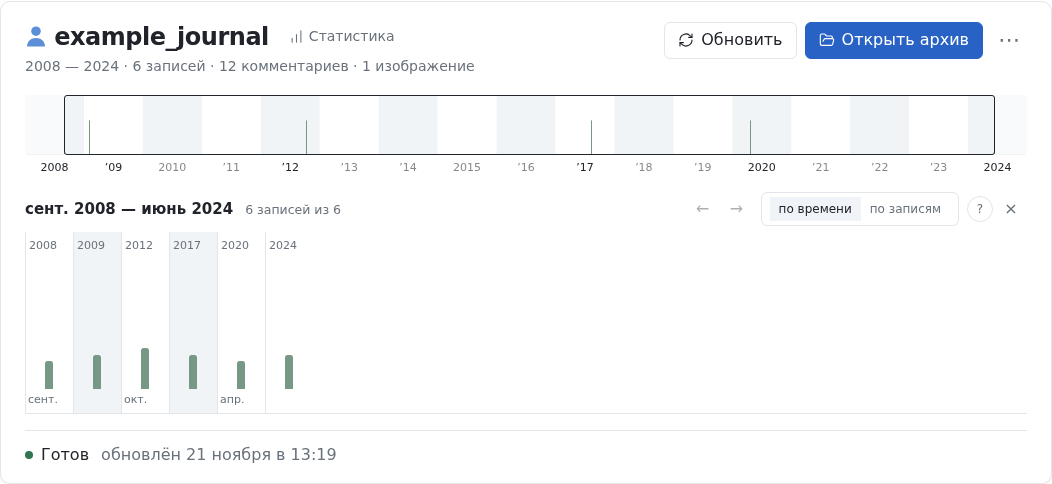 example_journal Статистика Обновить Открыть архив ···
2008 — 2024 · 6 записей · 12 комментариев · 1 изображение
2008 ’09 2010 ’11 ’12 ’13 ’14 2015 ’16 ’17 ’18 ’19 2020 ’21 ’22 ’23 2024
сент. 2008 — июнь 2024 6 записей из 6 ← → по времени по записям ? ×
2008 2009 2012 2017 2020 2024
сент. окт. апр.
Готов обновлён 21 ноября в 13:19